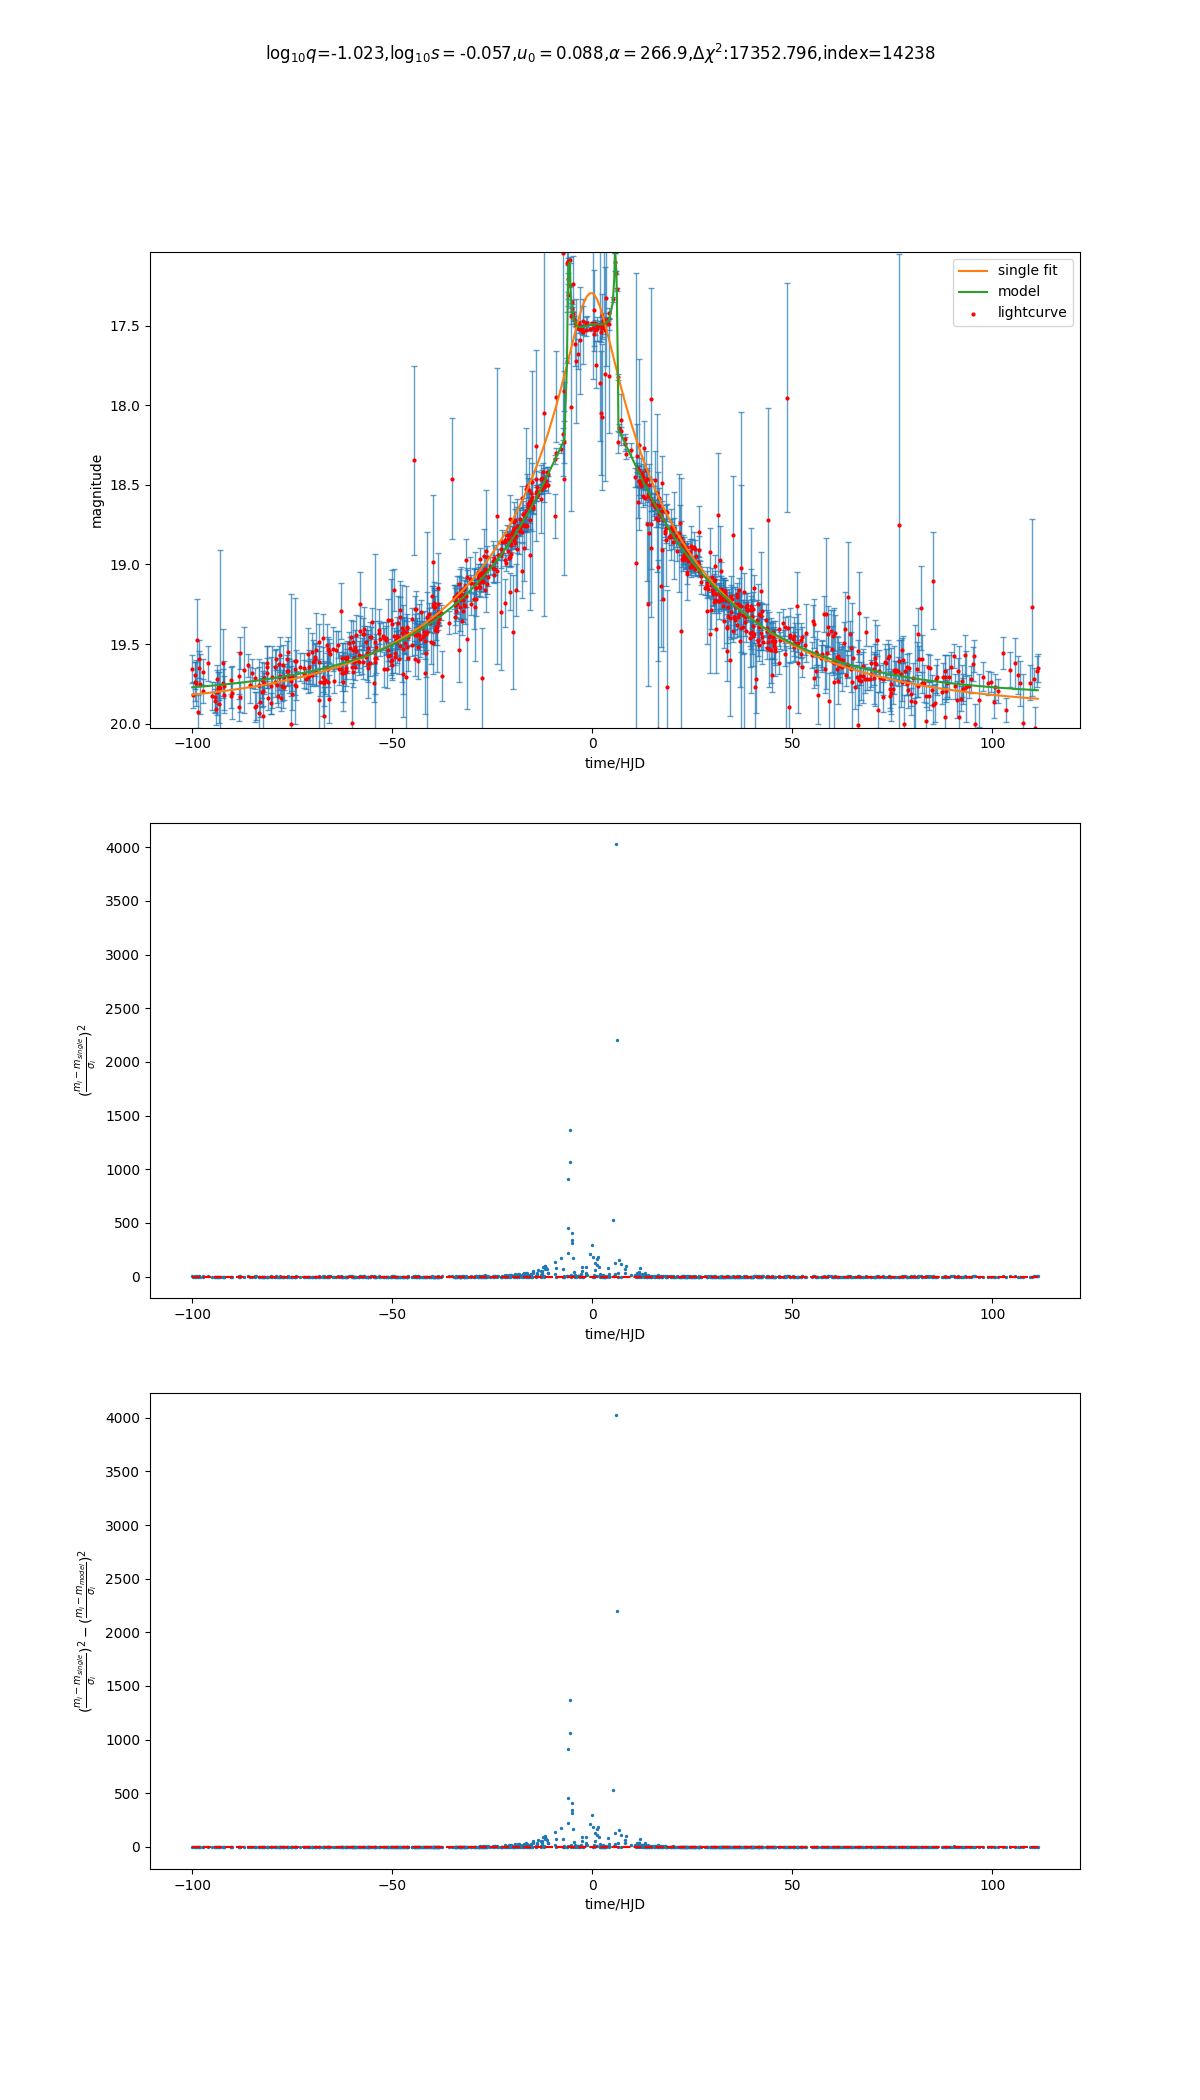 log₁₀q=-1.023,log₁₀s = -0.057,u₀ = 0.088,α = 266.9,Δχ²:17352.796,index=14238
single fit
model
lightcurve
17.5
18.0
18.5
19.0
19.5
20.0
magnitude
−100 −50 0 50 100
time/HJD
4000
3500
3000
2500
2000
1500
1000
500
0
(mᵢ − m_single / σᵢ)²
−100 −50 0 50 100
time/HJD
4000
3500
3000
2500
2000
1500
1000
500
0
(mᵢ − m_single / σᵢ)² − (mᵢ − m_model / σᵢ)²
−100 −50 0 50 100
time/HJD